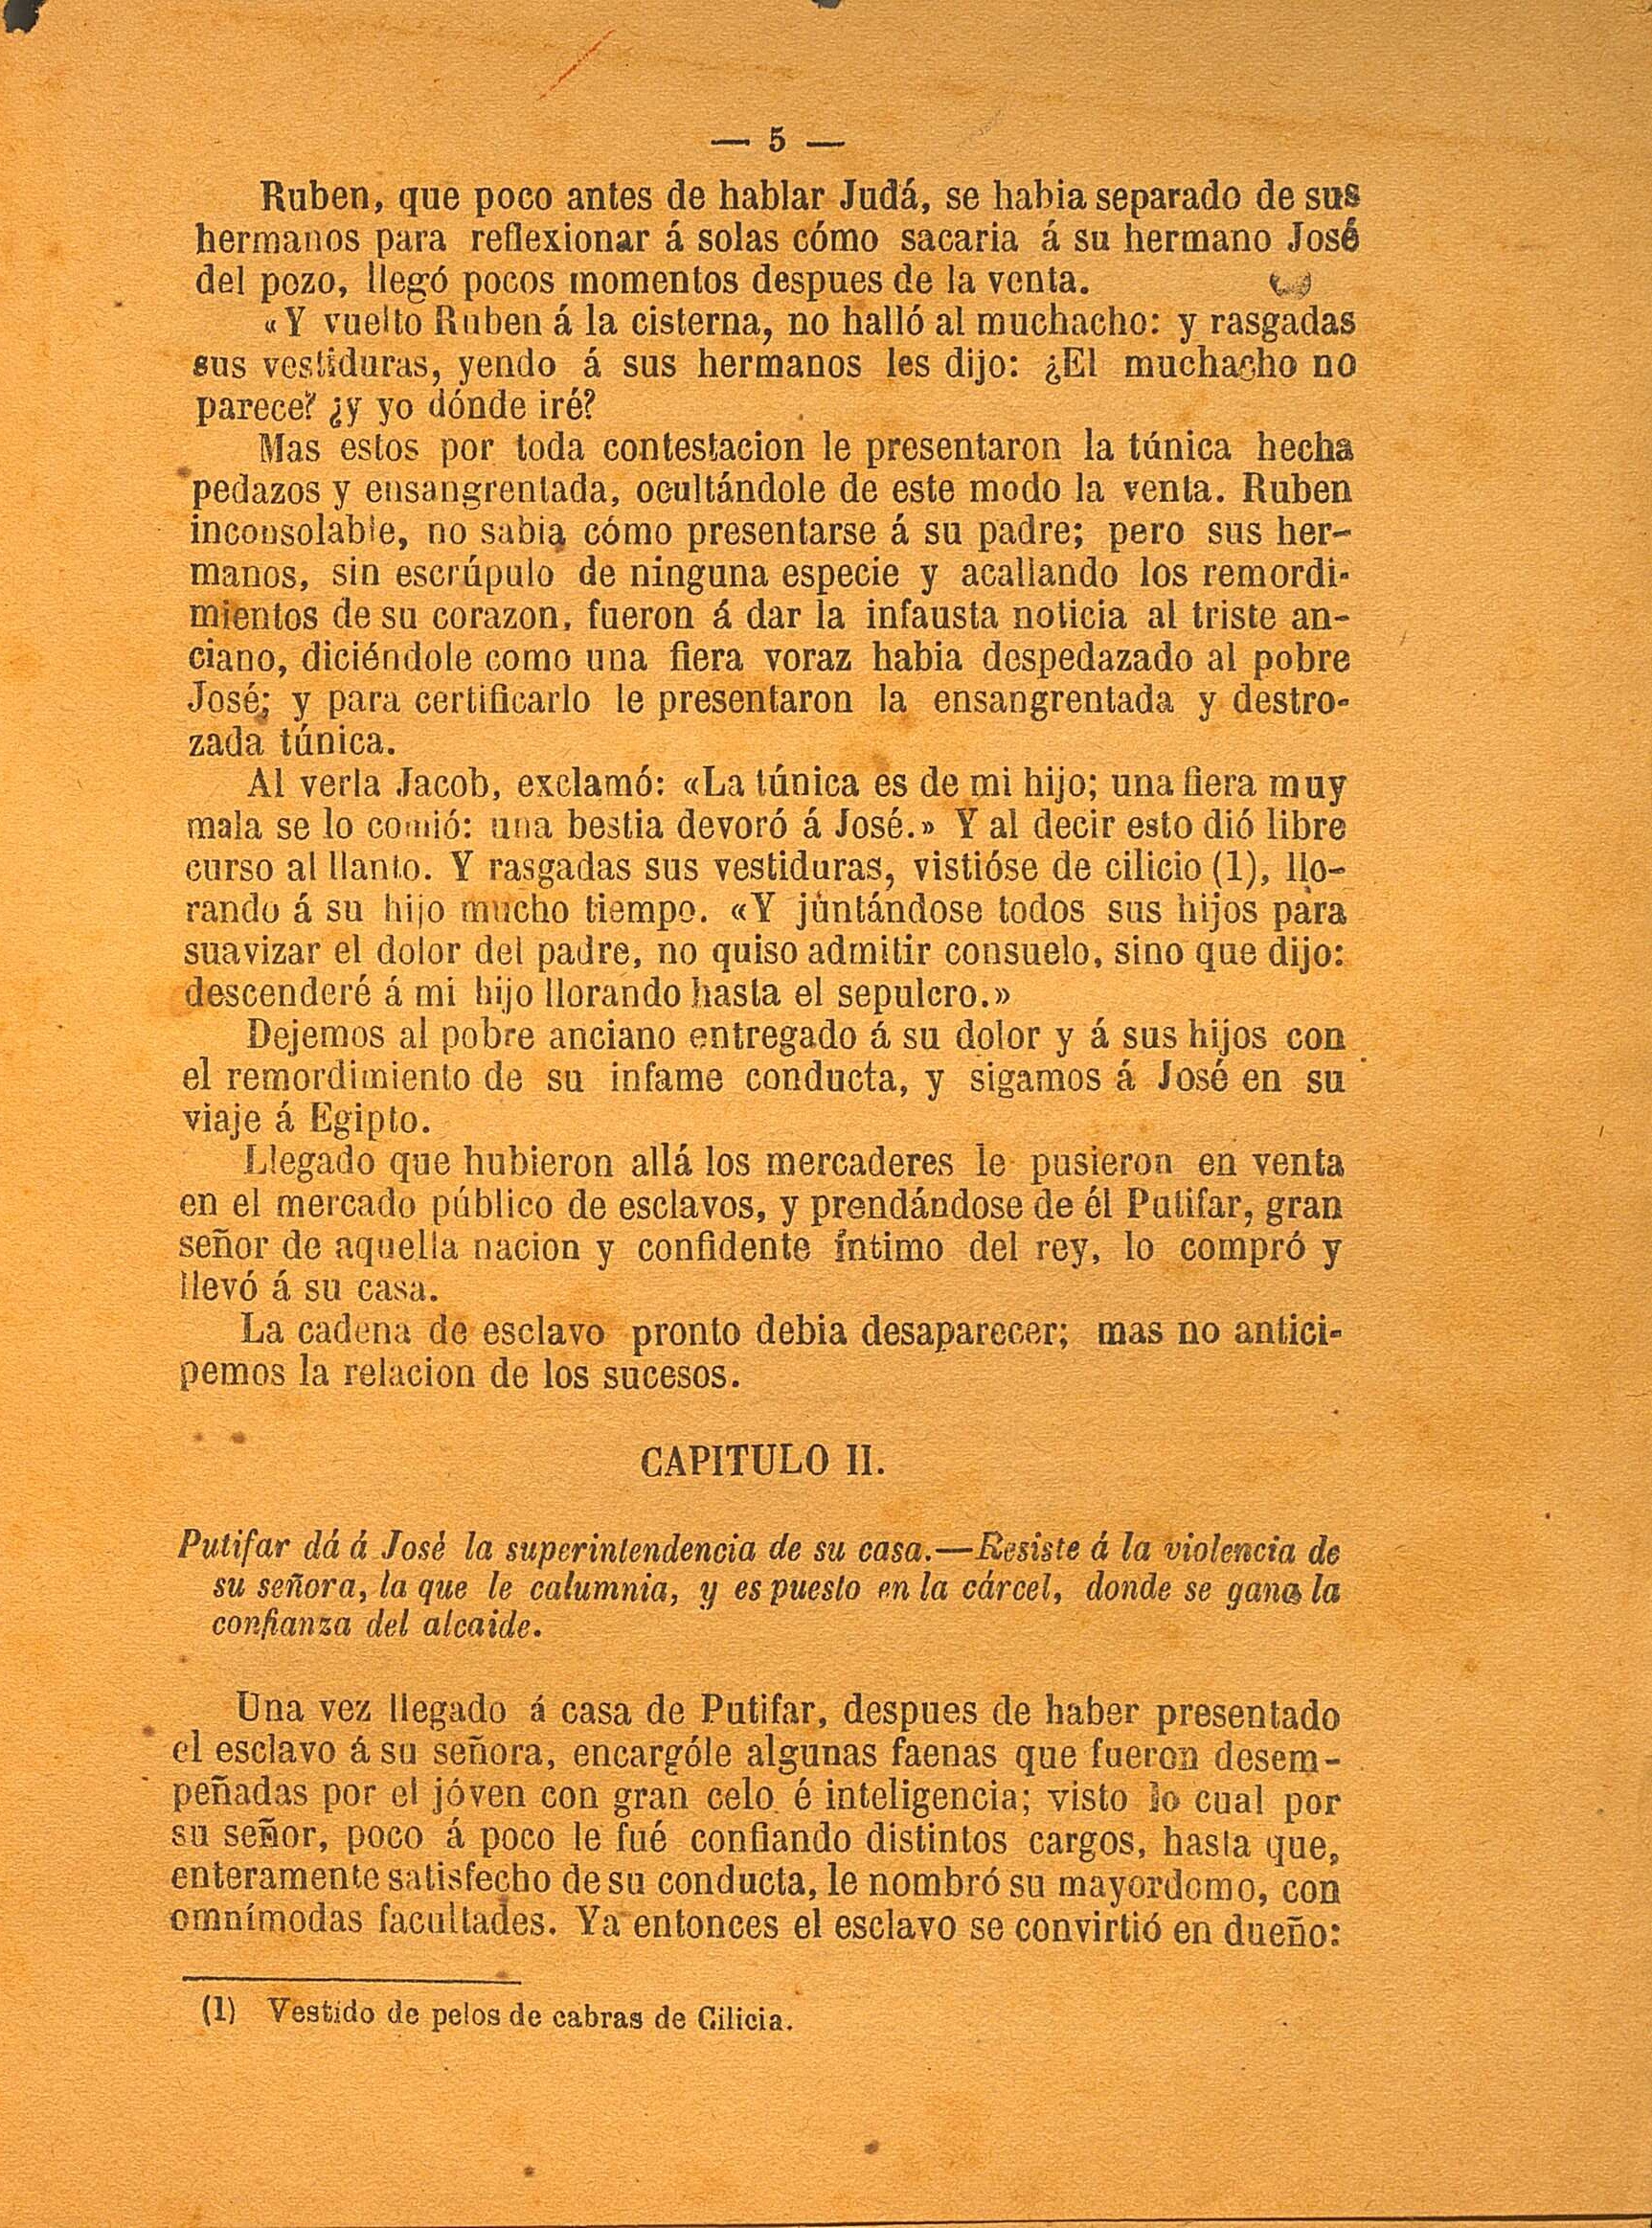 — 5 —
Ruben, que poco antes de hablar Judá, se habia separado de sus
hermanos para reflexionar á solas cómo sacaria á su hermano José
del pozo, llegó pocos momentos despues de la venta.
«Y vuelto Ruben á la cisterna, no halló al muchacho: y rasgadas
sus vestiduras, yendo á sus hermanos les dijo: ¿El muchacho no
parece? ¿y yo dónde iré?
Mas estos por toda contestacion le presentaron la túnica hecha
pedazos y ensangrentada, ocultándole de este modo la venta. Ruben
inconsolable, no sabia cómo presentarse á su padre; pero sus her-
manos, sin escrúpulo de ninguna especie y acallando los remordi-
mientos de su corazon, fueron á dar la infausta noticia al triste an-
ciano, diciéndole como una fiera voraz habia despedazado al pobre
José; y para certificarlo le presentaron la ensangrentada y destro-
zada túnica.
Al verla Jacob, exclamó: «La túnica es de mi hijo; una fiera muy
mala se lo comió: una bestia devoró á José.» Y al decir esto dió libre
curso al llanto. Y rasgadas sus vestiduras, vistióse de cilicio (1), llo-
rando á su hijo mucho tiempo. «Y juntándose todos sus hijos para
suavizar el dolor del padre, no quiso admitir consuelo, sino que dijo:
descenderé á mi hijo llorando hasta el sepulcro.»
Dejemos al pobre anciano entregado á su dolor y á sus hijos con
el remordimiento de su infame conducta, y sigamos á José en su
viaje á Egipto.
Llegado que hubieron allá los mercaderes le pusieron en venta
en el mercado público de esclavos, y prendándose de él Putifar, gran
señor de aquella nacion y confidente íntimo del rey, lo compró y
llevó á su casa.
La cadena de esclavo pronto debia desaparecer; mas no antici-
pemos la relacion de los sucesos.
CAPITULO II.
Putifar dá á José la superintendencia de su casa.—Resiste á la violencia de
su señora, la que le calumnia, y es puesto en la cárcel, donde se gana la
confianza del alcaide.
Una vez llegado á casa de Putifar, despues de haber presentado
el esclavo á su señora, encargóle algunas faenas que fueron desem-
peñadas por el jóven con gran celo é inteligencia; visto lo cual por
su señor, poco á poco le fué confiando distintos cargos, hasta que,
enteramente satisfecho de su conducta, le nombró su mayordomo, con
omnímodas facultades. Ya entonces el esclavo se convirtió en dueño:
(1) Vestido de pelos de cabras de Cilicia.